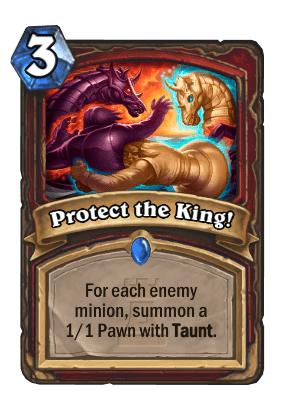 3
Protect the King!
For each enemy
minion, summon a
1/1 Pawn with Taunt.